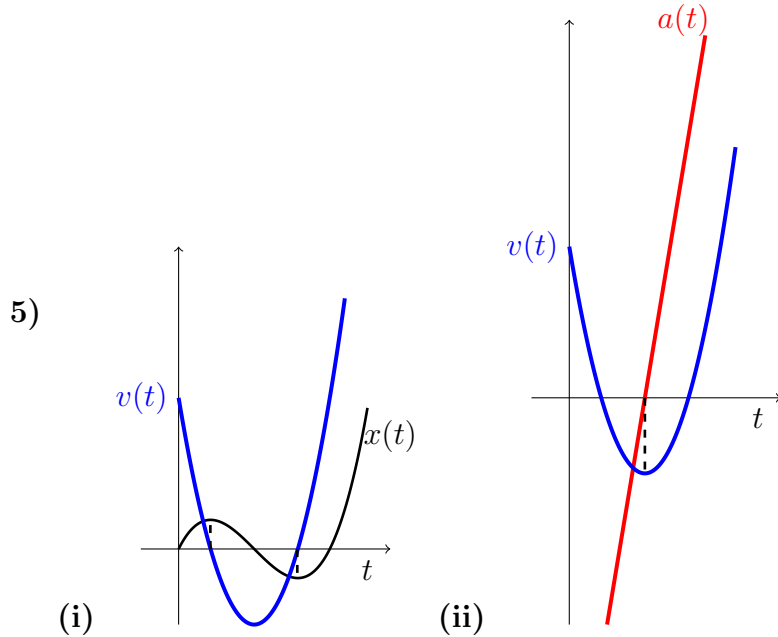 5)
v(t)
x(t)
t
(i)
a(t)
v(t)
t
(ii)